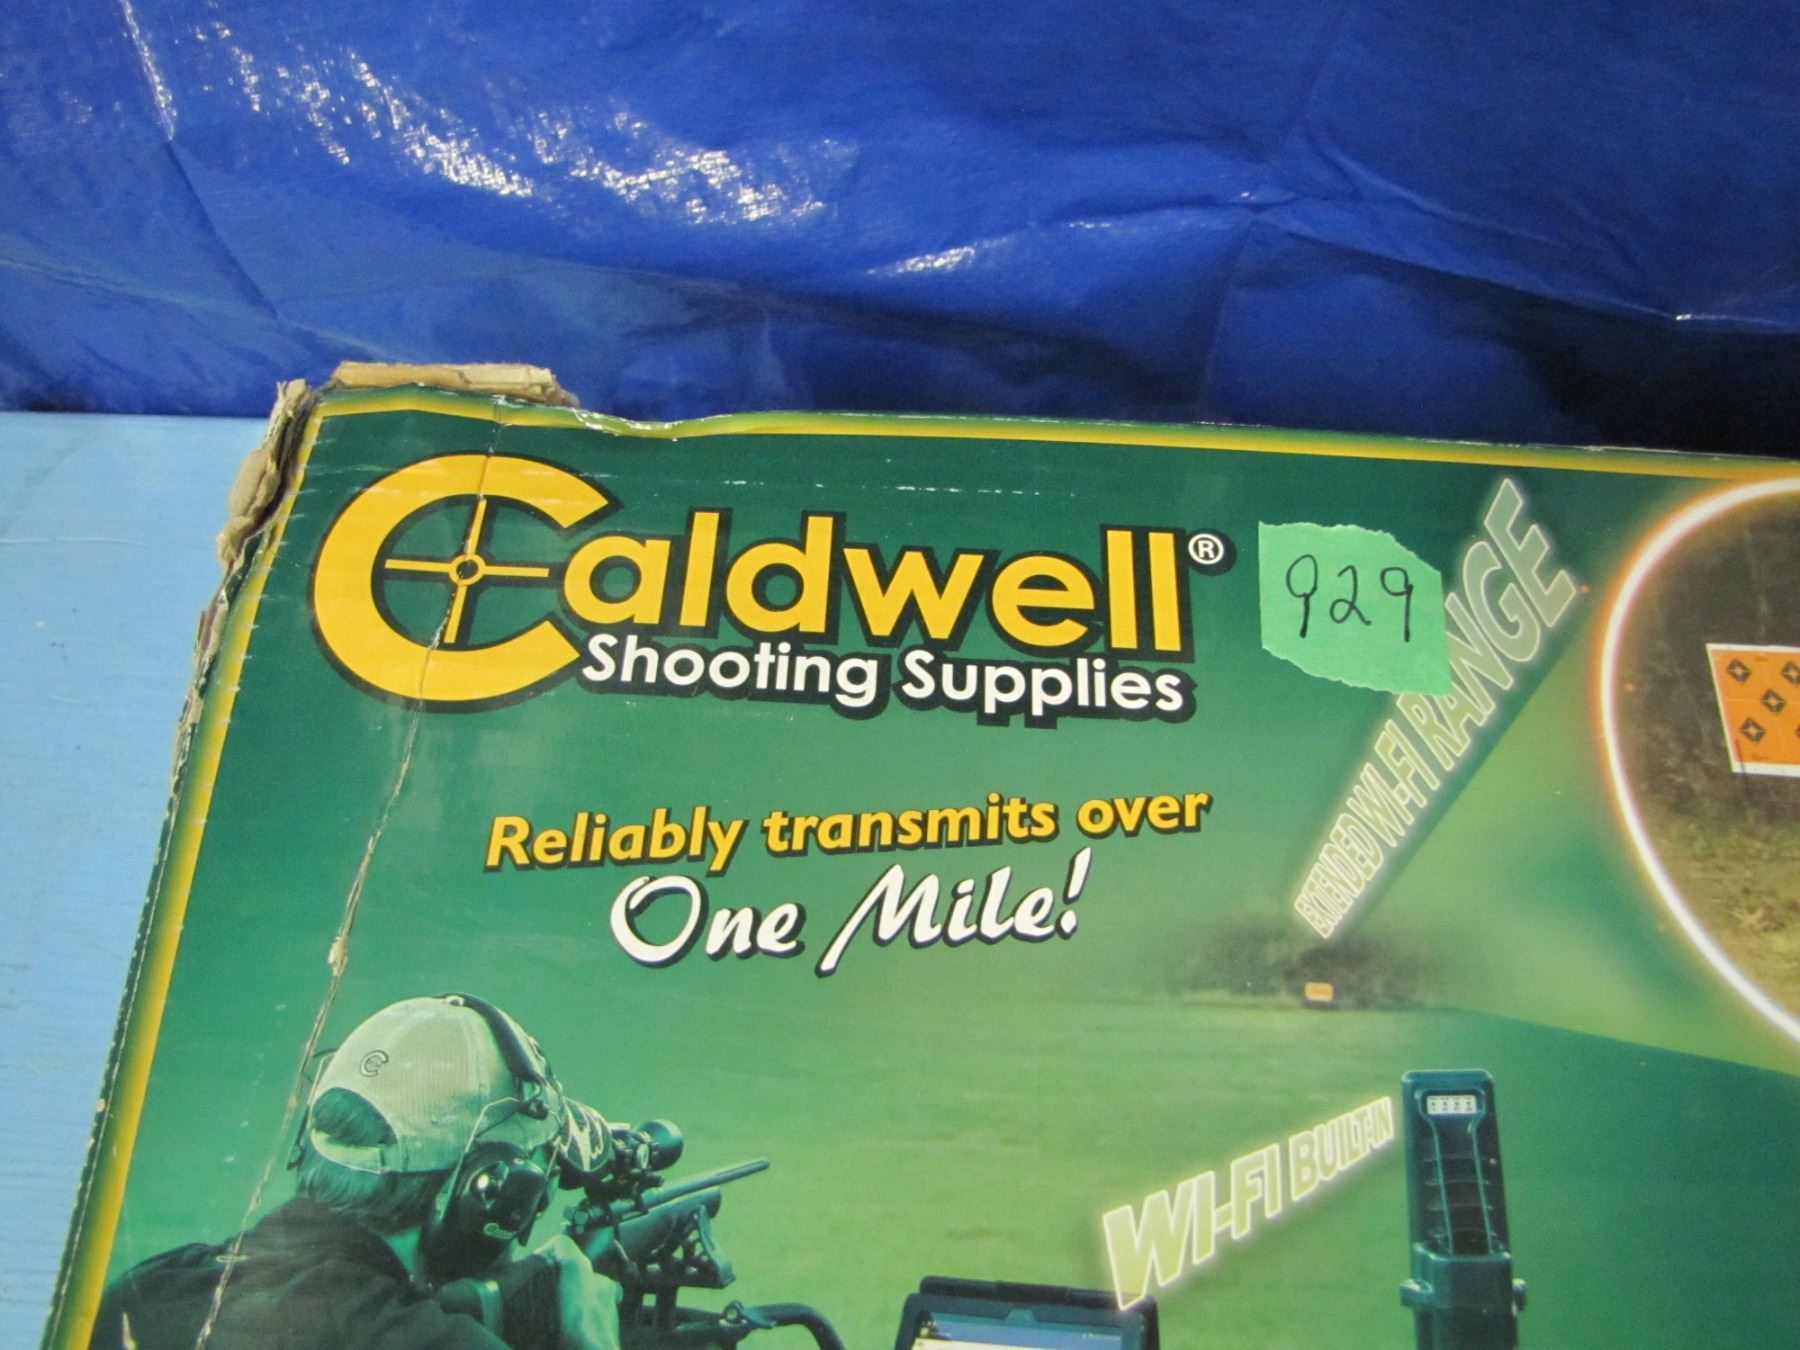 Caldwell®
Shooting Supplies
929
EXTENDED WI-FI RANGE
Reliably transmits over
One Mile!
WI-FI BUILT-IN